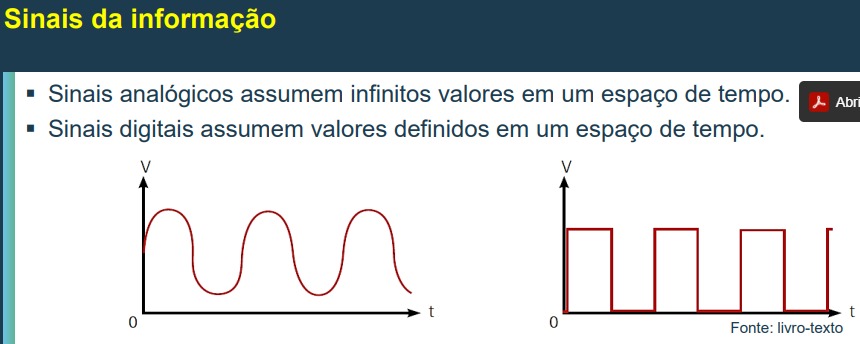 Sinais da informação
▪ Sinais analógicos assumem infinitos valores em um espaço de tempo.
Abri
▪ Sinais digitais assumem valores definidos em um espaço de tempo.
V
V
t
t
0
0
Fonte: livro-texto